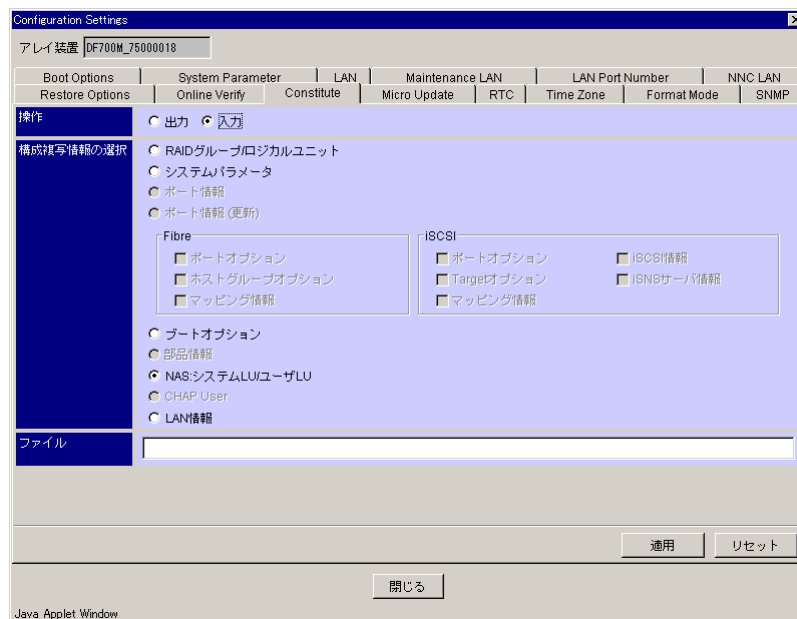 Configuration Settings
アレイ装置 DF700M_75000018
Boot Options System Parameter LAN Maintenance LAN LAN Port Number NNC LAN
Restore Options Online Verify Constitute Micro Update RTC Time Zone Format Mode SNMP
操作 出力 入力
構成複写情報の選択 RAIDグループ/ロジカルユニット
システムパラメータ
ポート情報
ポート情報 (更新)
Fibre iSCSI
ポートオプション ポートオプション iSCSI情報
ホストグループオプション Targetオプション iSNSサーバ情報
マッピング情報 マッピング情報
ブートオプション
部品情報
NAS:システムLU/ユーザLU
CHAP User
LAN情報
ファイル
適用 リセット
閉じる
Java Applet Window